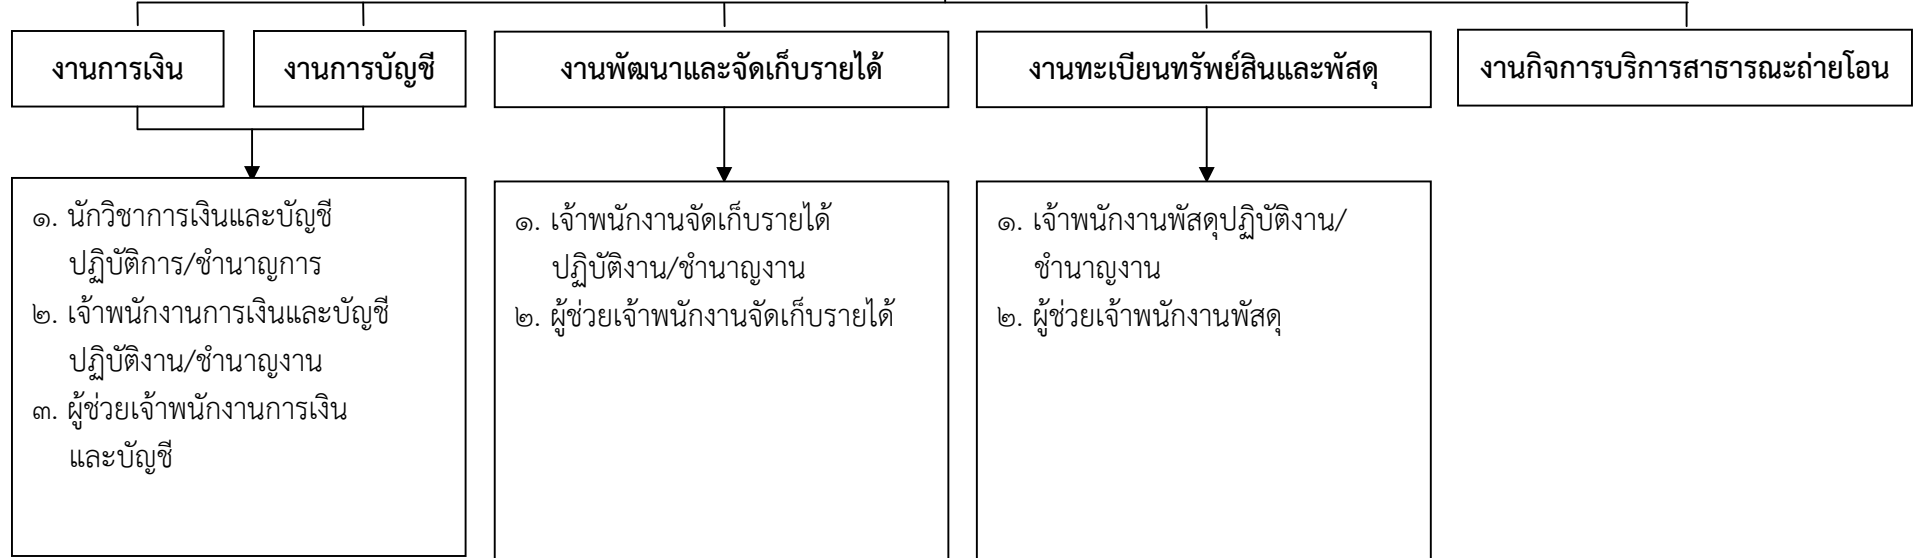 งานการเงิน
งานการบัญชี
งานพัฒนาและจัดเก็บรายได้
งานทะเบียนทรัพย์สินและพัสดุ
งานกิจการบริการสาธารณะถ่ายโอน
๑. นักวิชาการเงินและบัญชี
ปฏิบัติการ/ชำนาญการ
๒. เจ้าพนักงานการเงินและบัญชี
ปฏิบัติงาน/ชำนาญงาน
๓. ผู้ช่วยเจ้าพนักงานการเงิน
และบัญชี
๑. เจ้าพนักงานจัดเก็บรายได้
ปฏิบัติงาน/ชำนาญงาน
๒. ผู้ช่วยเจ้าพนักงานจัดเก็บรายได้
๑. เจ้าพนักงานพัสดุปฏิบัติงาน/
ชำนาญงาน
๒. ผู้ช่วยเจ้าพนักงานพัสดุ